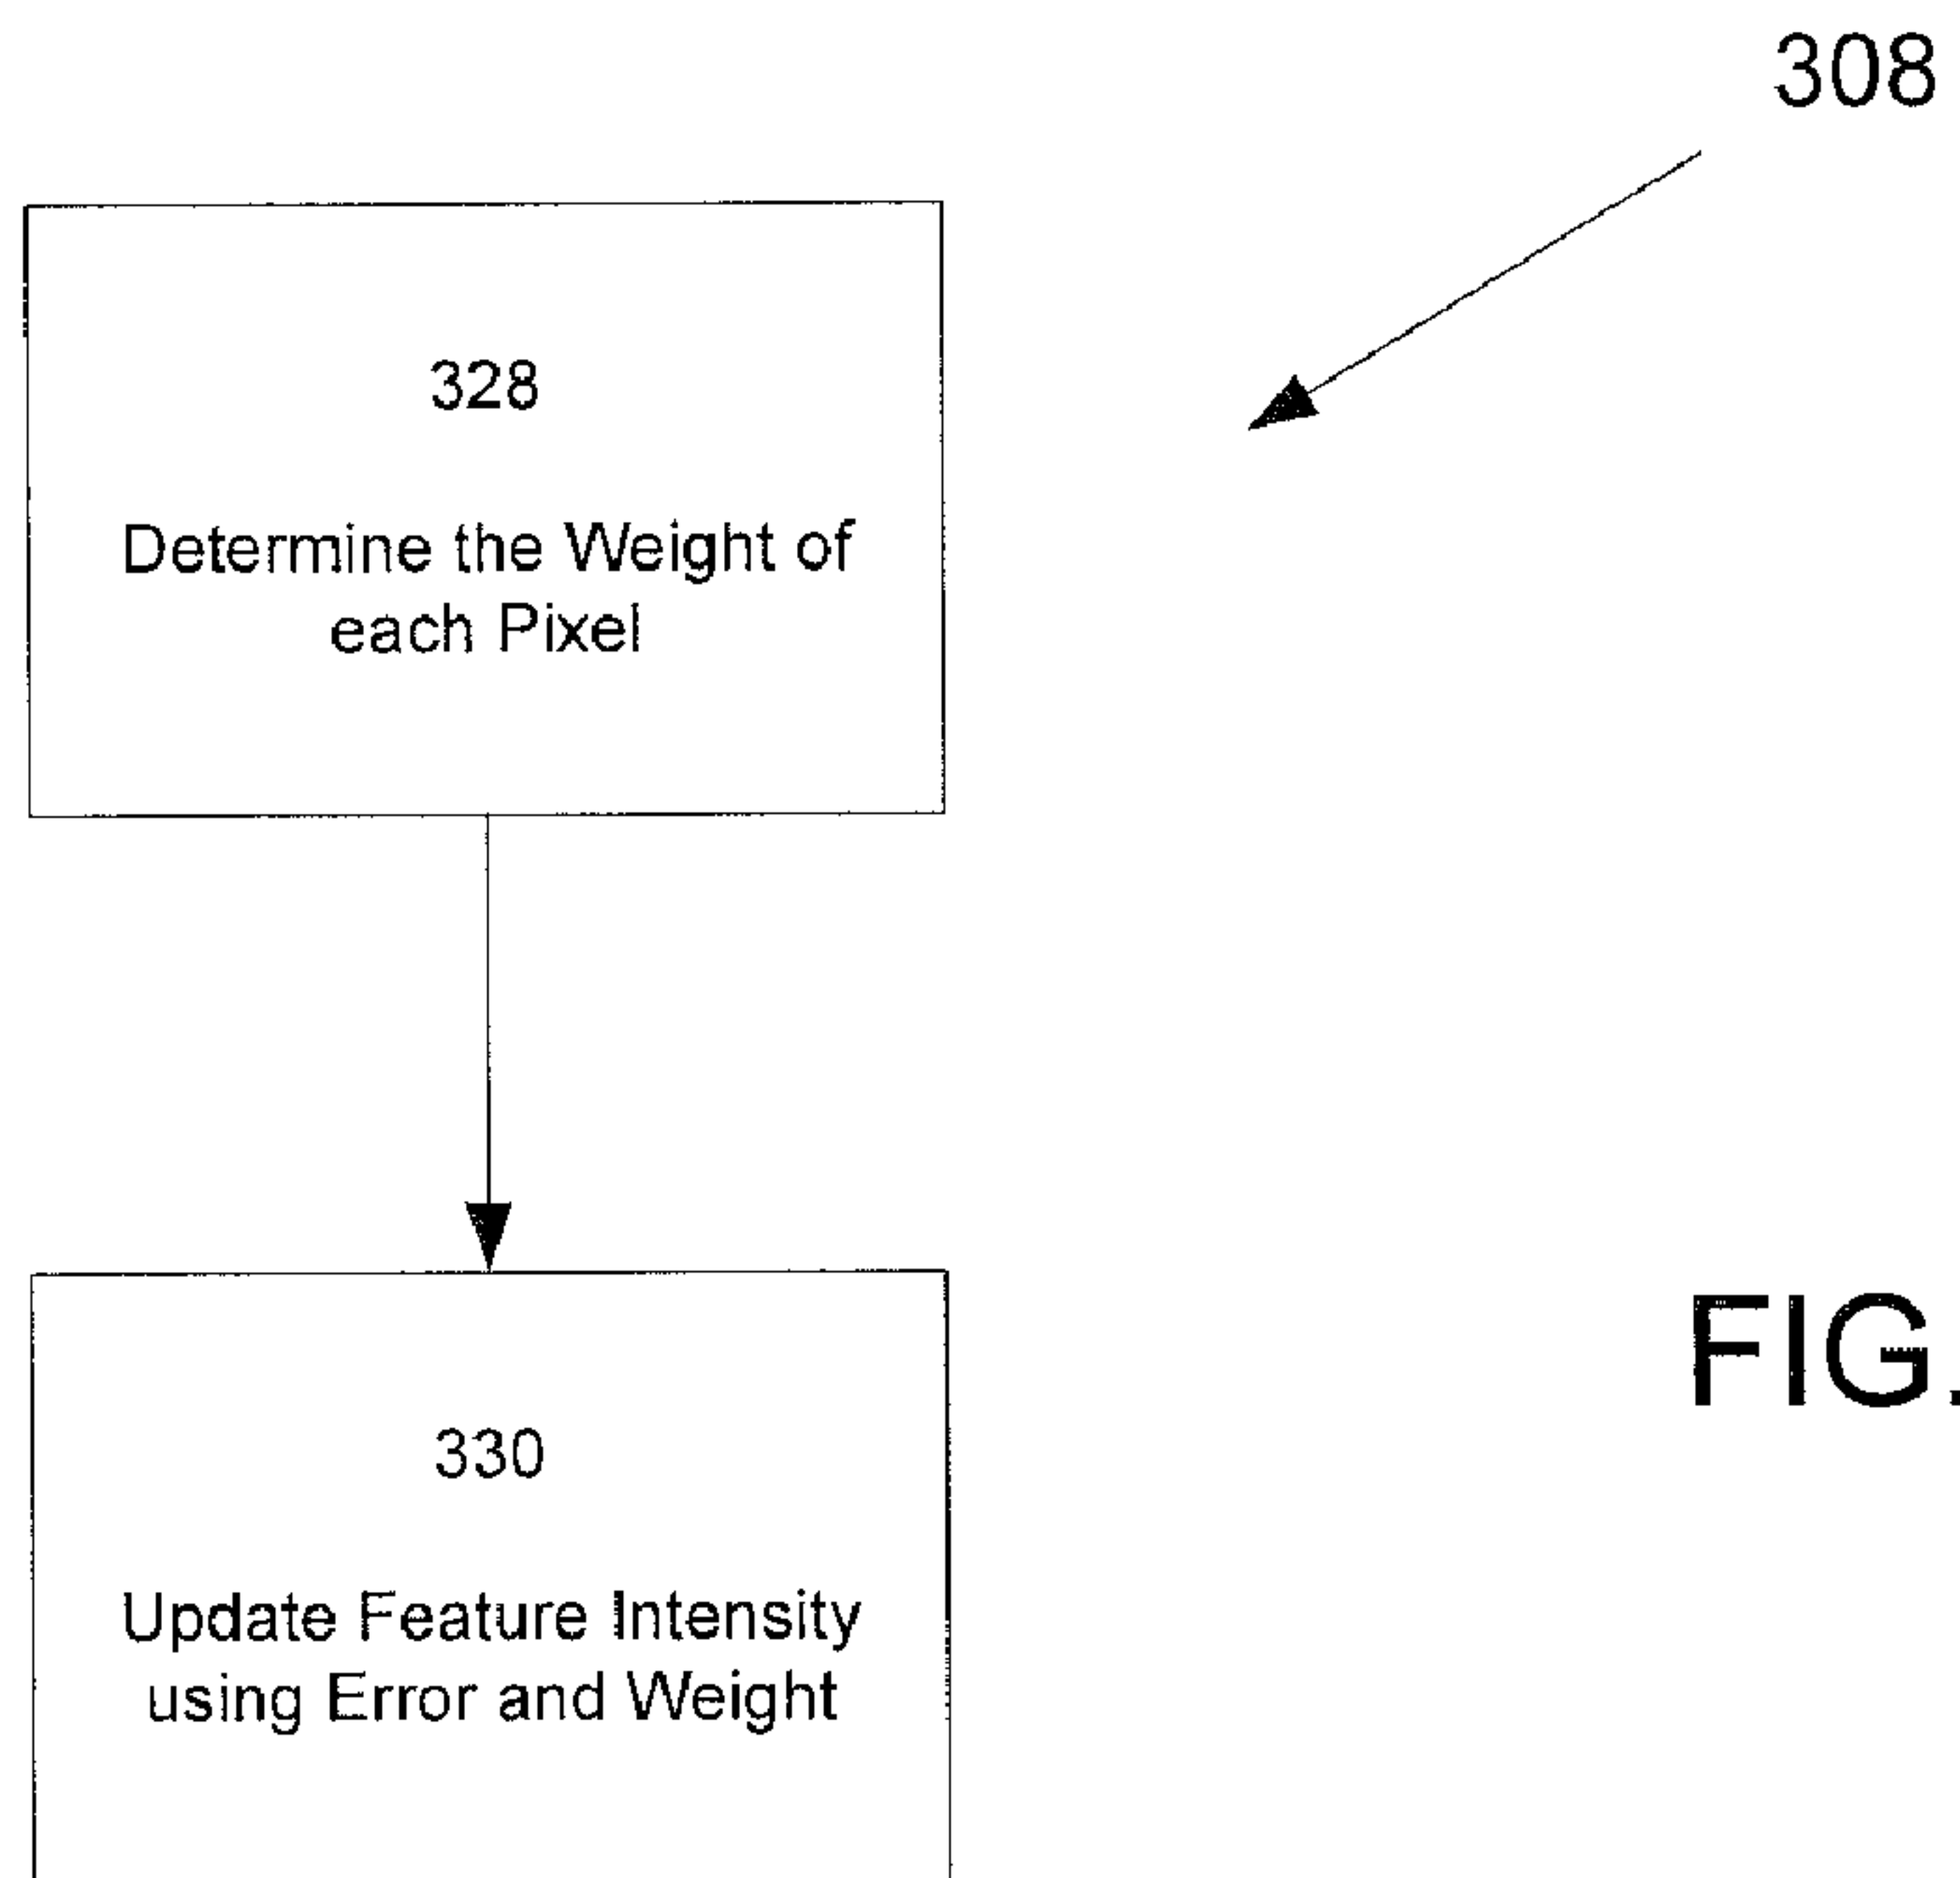 308
328
Determine the Weight of
each Pixel
FIG.
330
Update Feature Intensity
using Error and Weight